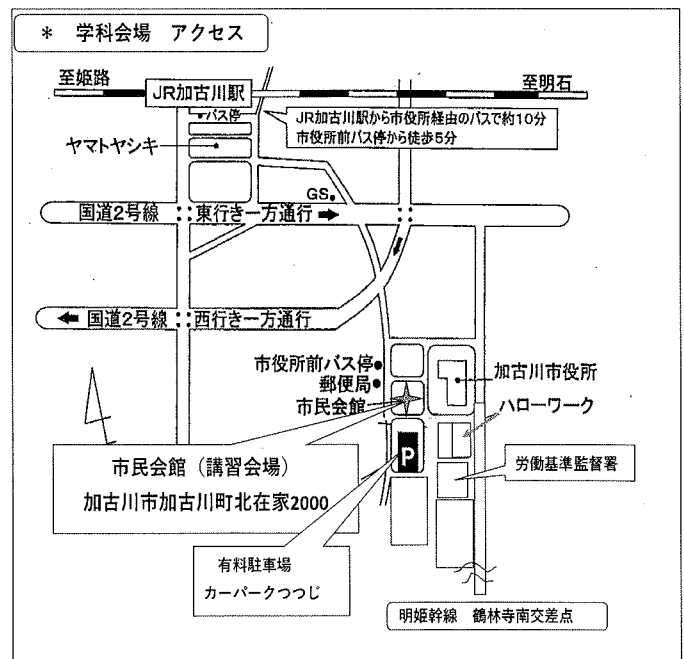 ＊ 学科会場 アクセス
至姫路
JR加古川駅
至明石
バス停
JR加古川駅から市役所経由のバスで約10分
市役所前バス停から徒歩5分
ヤマトヤシキ
GS
国道2号線
東行き一方通行
国道2号線
西行き一方通行
市役所前バス停
郵便局
市民会館
加古川市役所
ハローワーク
市民会館（講習会場）
加古川市加古川町北在家2000
P
労働基準監督署
有料駐車場
カーパークつつじ
明姫幹線 鶴林寺南交差点